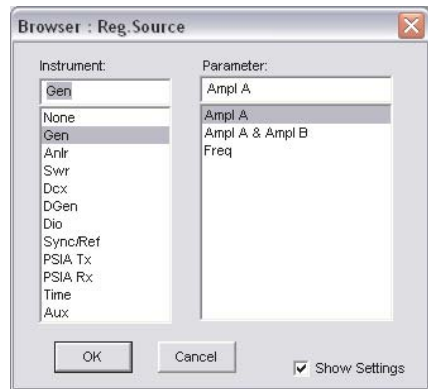 Browser : Reg.Source
Instrument:
Gen
None
Gen
Anlr
Swr
Dcx
DGen
Dio
Sync/Ref
PSIA Tx
PSIA Rx
Time
Aux
Parameter:
Ampl A
Ampl A
Ampl A & Ampl B
Freq
OK
Cancel
Show Settings